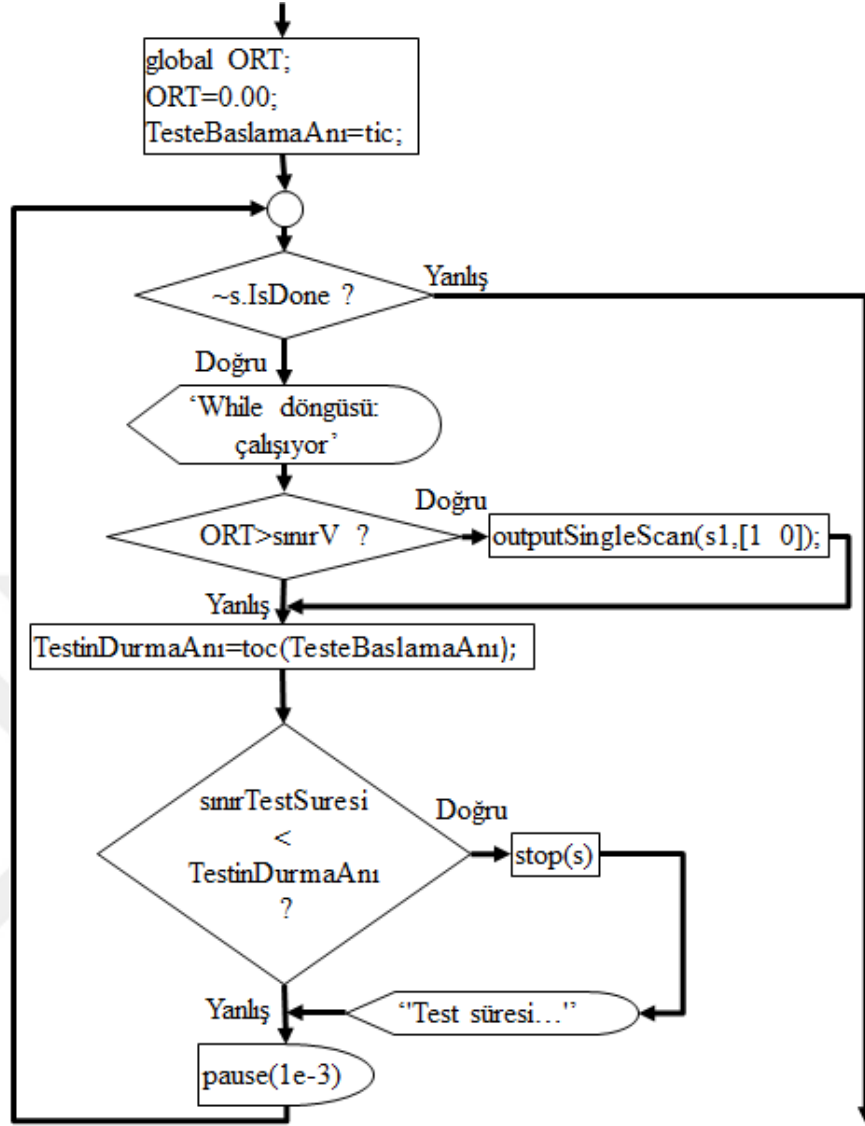 global ORT;
ORT=0.00;
TesteBaslamaAnı=tic;
~s.IsDone ?
Yanlış
Doğru
‘While döngüsü:
çalışıyor’
ORT>sınırV ?
Doğru
outputSingleScan(s1,[1 0]);
Yanlış
TestinDurmaAnı=toc(TesteBaslamaAnı);
sınırTestSuresi
<
TestinDurmaAnı
?
Doğru
stop(s)
Yanlış
‘'Test süresi…'’
pause(1e-3)